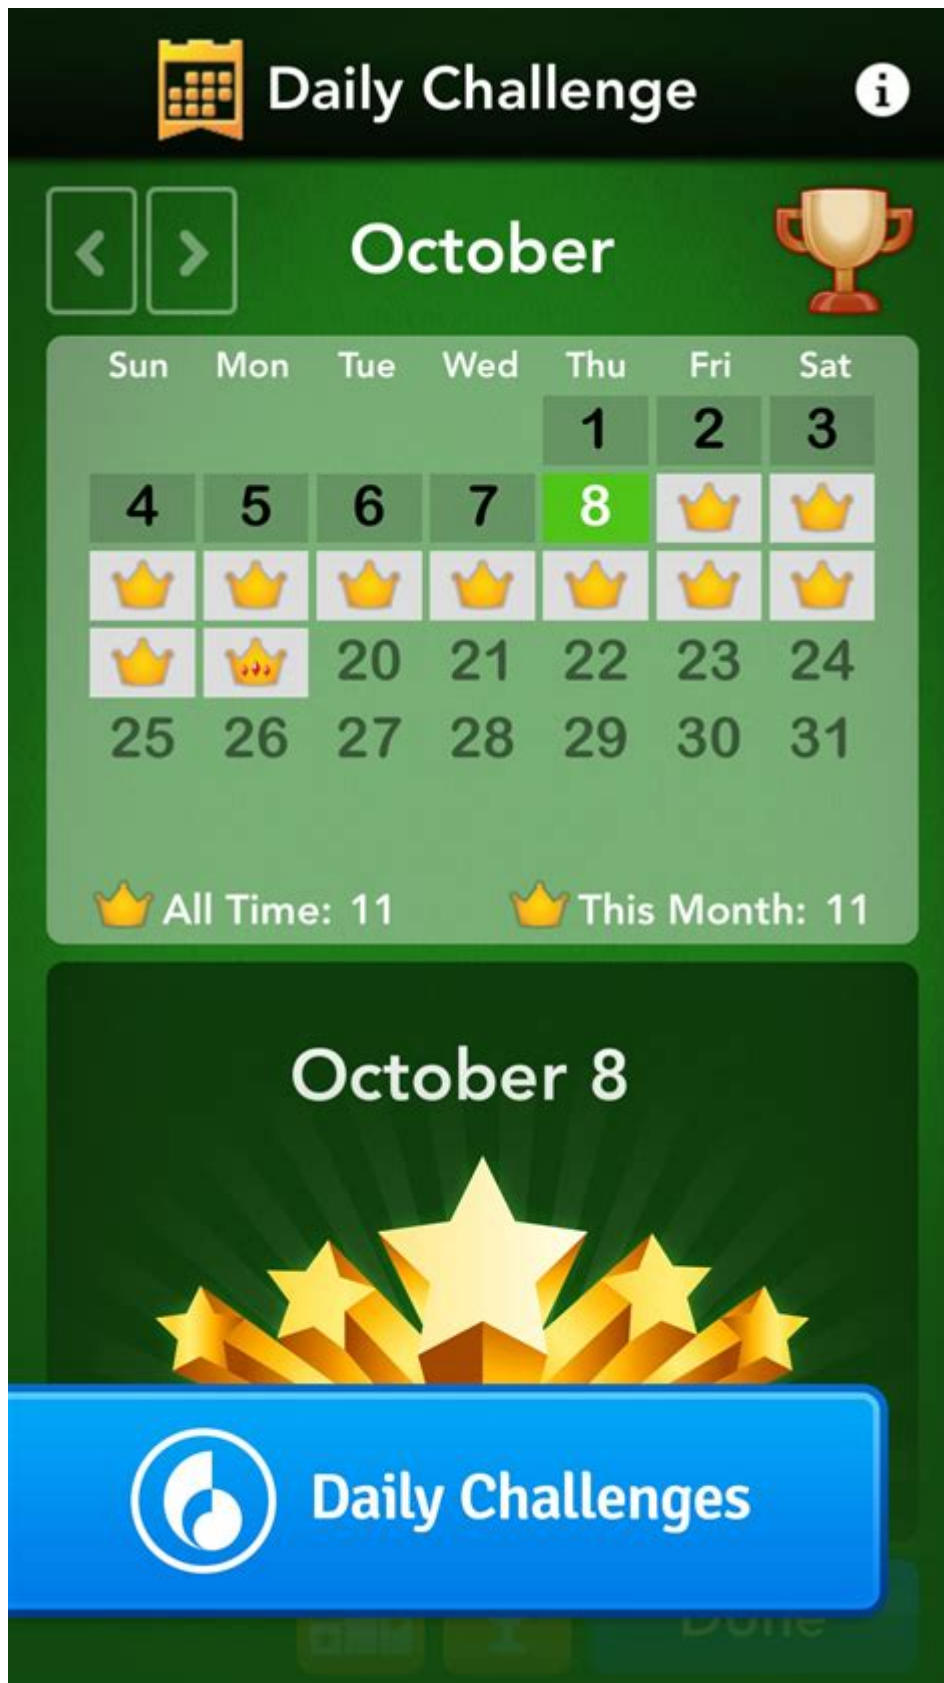 Daily Challenge
October
Sun Mon Tue Wed Thu Fri Sat
1 2 3
4 5 6 7 8
20 21 22 23 24
25 26 27 28 29 30 31
All Time: 11 This Month: 11
October 8
Daily Challenges
Done